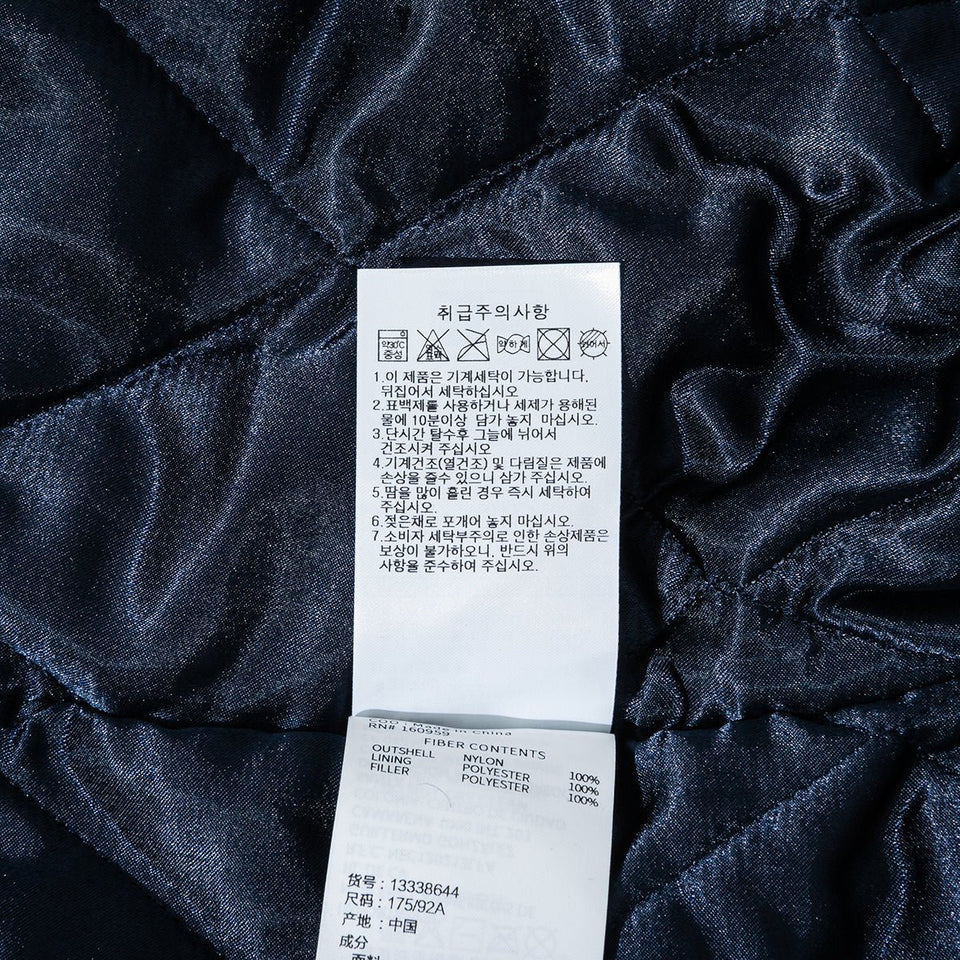 취급주의사항
약30℃
중성
약하게
1.이 제품은 기계세탁이 가능합니다.
뒤집어서 세탁하십시오
2.표백제를 사용하거나 세제가 용해된
물에 10분이상 담가 놓지 마십시오.
3.단시간 탈수후 그늘에 뉘어서
건조시켜 주십시오
4.기계건조(열건조) 및 다림질은 제품에
손상을 줄수 있으니 삼가 주십시오.
5.땀을 많이 흘린 경우 즉시 세탁하여
주십시오.
6.젖은채로 포개어 놓지 마십시오.
7.소비자 세탁부주의로 인한 손상제품은
보상이 불가하오니, 반드시 위의
사항을 준수하여 주십시오.
COO : Made in China
RN# 160959
FIBER CONTENTS
OUTSHELL NYLON 100%
LINING POLYESTER 100%
FILLER POLYESTER 100%
货号 : 13338644
尺码 : 175/92A
产地 : 中国
成分
面料